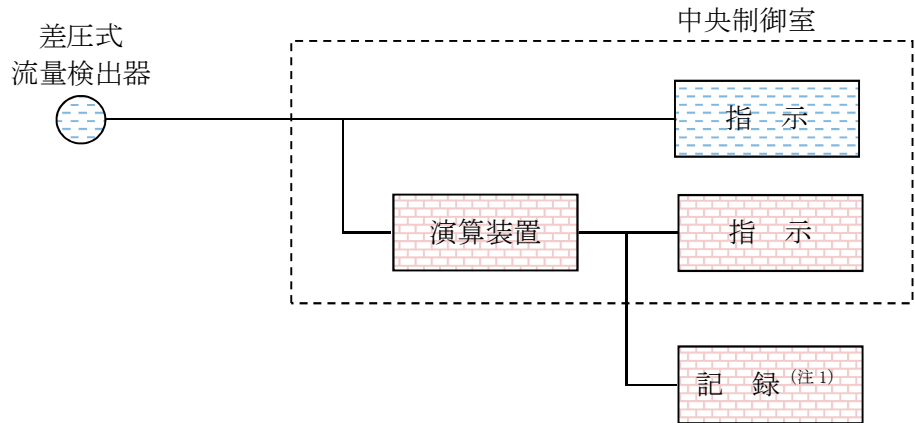 中央制御室
差圧式
流量検出器
指　示
演算装置
指　示
記　録 (注 1)